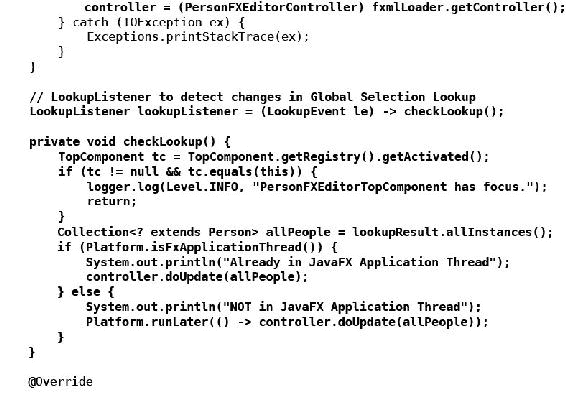 controller = (PersonFXEditorController) fxmlLoader.getController();
} catch (IOException ex) {
Exceptions.printStackTrace(ex);
}
}
// LookupListener to detect changes in Global Selection Lookup
LookupListener lookupListener = (LookupEvent le) -> checkLookup();
private void checkLookup() {
TopComponent tc = TopComponent.getRegistry().getActivated();
if (tc != null && tc.equals(this)) {
logger.log(Level.INFO, "PersonFXEditorTopComponent has focus.");
return;
}
Collection<? extends Person> allPeople = lookupResult.allInstances();
if (Platform.isFxApplicationThread()) {
System.out.println("Already in JavaFX Application Thread");
controller.doUpdate(allPeople);
} else {
System.out.println("NOT in JavaFX Application Thread");
Platform.runLater(() -> controller.doUpdate(allPeople));
}
}
@Override